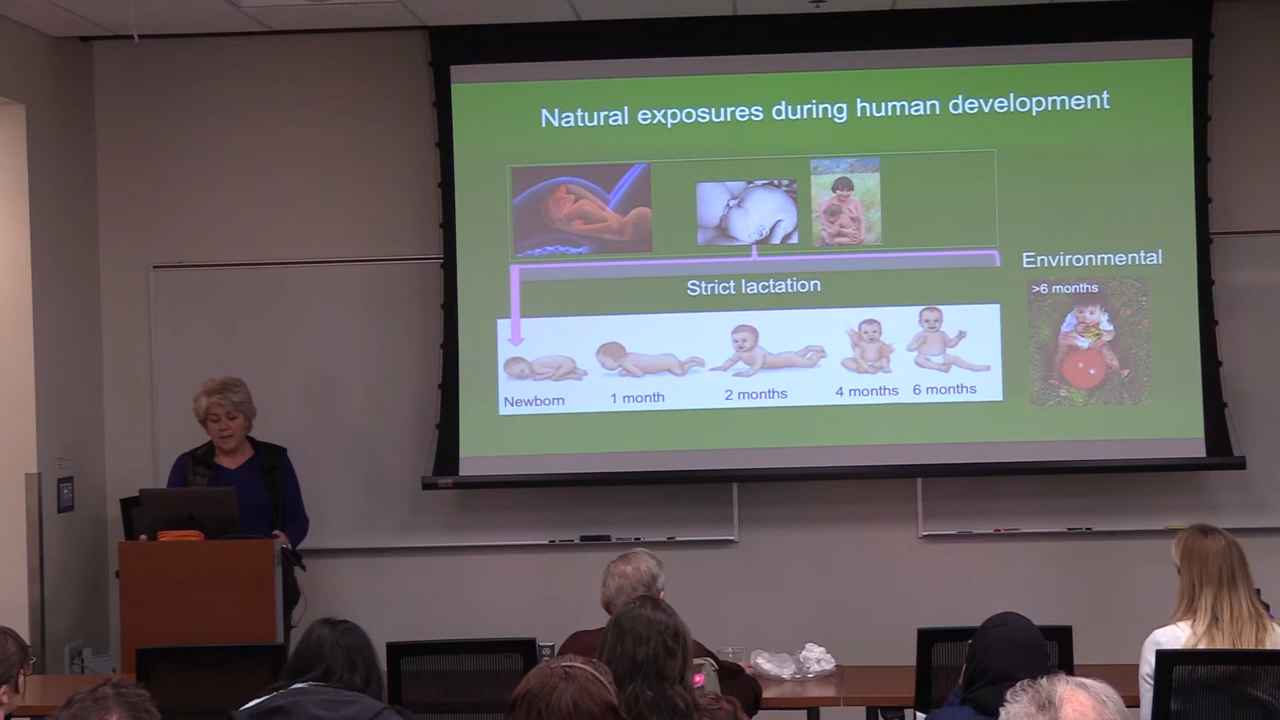 Natural exposures during human development
Strict lactation
Environmental
>6 months
Newborn
1 month
2 months
4 months
6 months